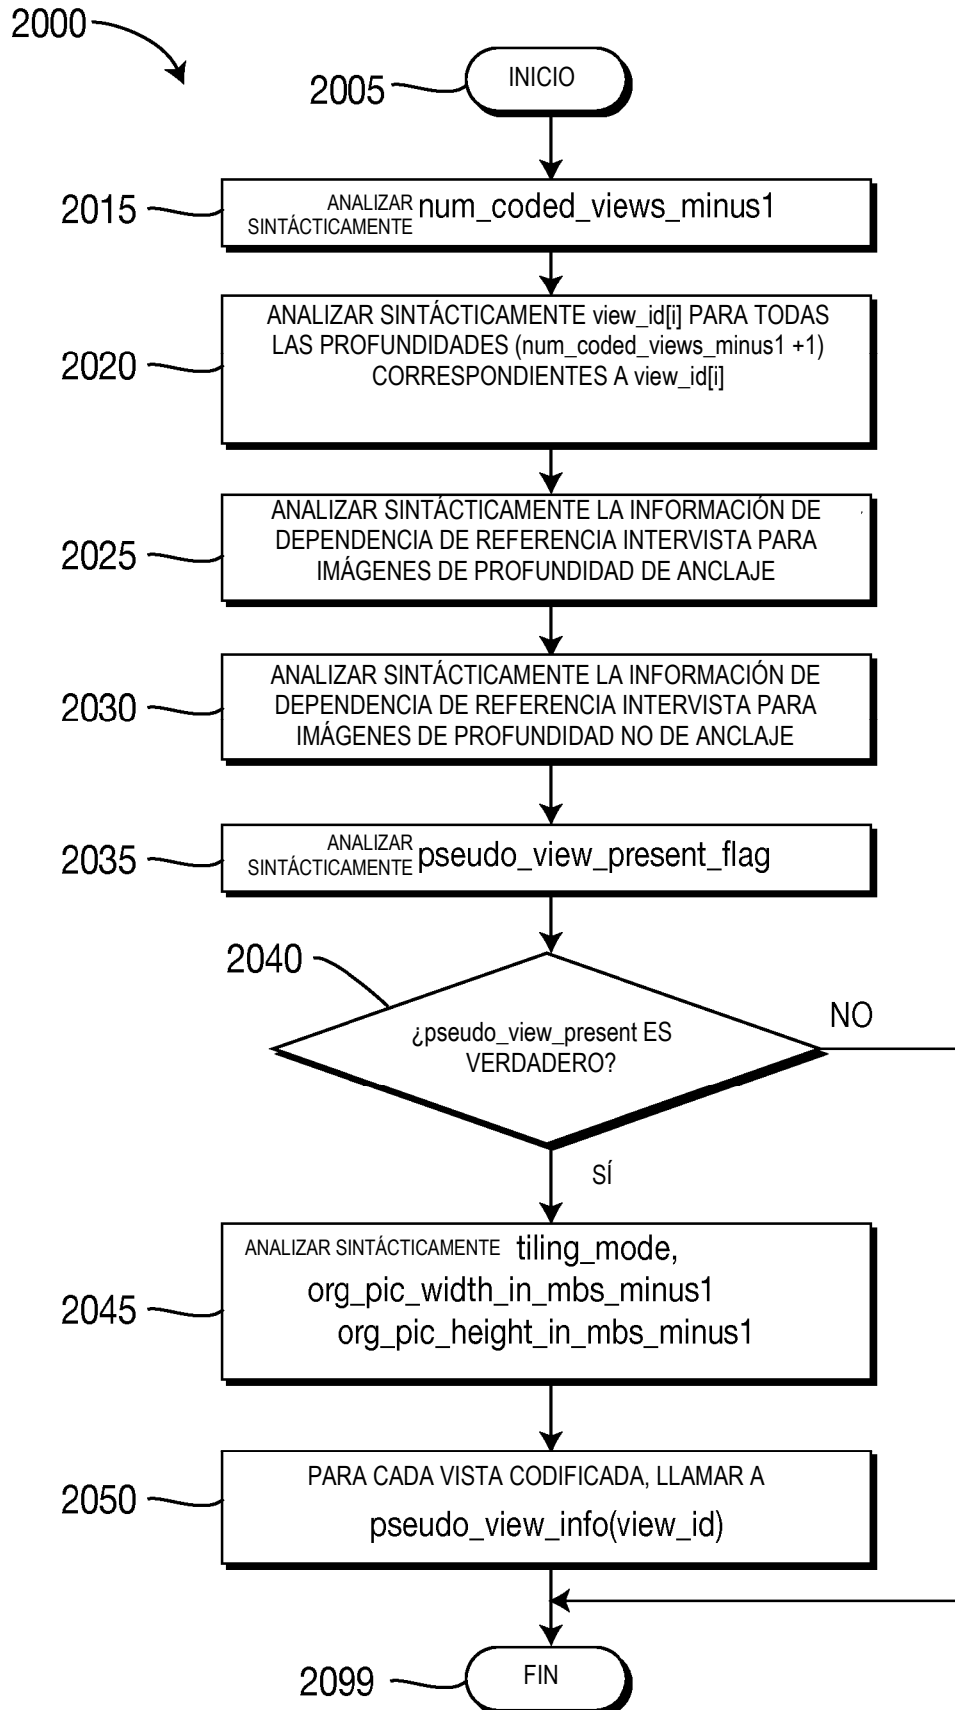 2000
2005
INICIO
2015
ANALIZAR
SINTÁCTICAMENTE num_coded_views_minus1
2020
ANALIZAR SINTÁCTICAMENTE view_id[i] PARA TODAS
LAS PROFUNDIDADES (num_coded_views_minus1 +1)
CORRESPONDIENTES A view_id[i]
2025
ANALIZAR SINTÁCTICAMENTE LA INFORMACIÓN DE
DEPENDENCIA DE REFERENCIA INTERVISTA PARA
IMÁGENES DE PROFUNDIDAD DE ANCLAJE
2030
ANALIZAR SINTÁCTICAMENTE LA INFORMACIÓN DE
DEPENDENCIA DE REFERENCIA INTERVISTA PARA
IMÁGENES DE PROFUNDIDAD NO DE ANCLAJE
2035
ANALIZAR
SINTÁCTICAMENTE pseudo_view_present_flag
2040
¿pseudo_view_present ES
VERDADERO?
NO
SÍ
2045
ANALIZAR SINTÁCTICAMENTE tiling_mode,
org_pic_width_in_mbs_minus1
org_pic_height_in_mbs_minus1
2050
PARA CADA VISTA CODIFICADA, LLAMAR A
pseudo_view_info(view_id)
2099
FIN